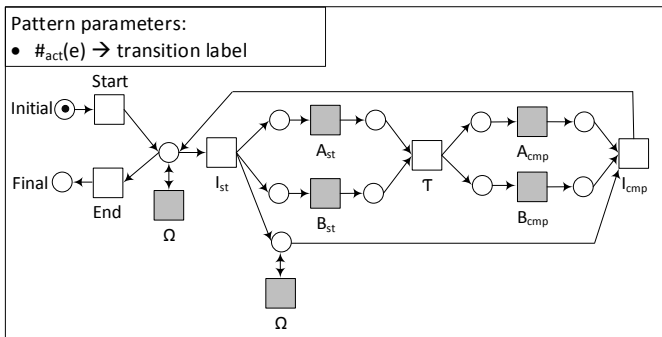 Pattern parameters:
• #act(e) → transition label
Start
Initial
Ast
Acmp
Final
End
Ist
Τ
Icmp
Ω
Bst
Bcmp
Ω